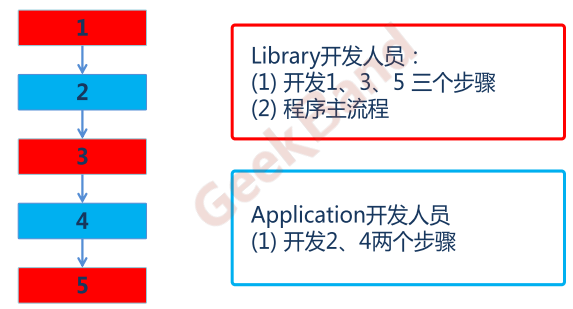 1
2
3
4
5
Library开发人员：
(1) 开发1、3、5 三个步骤
(2) 程序主流程
Application开发人员
(1) 开发2、4两个步骤
GeekBand